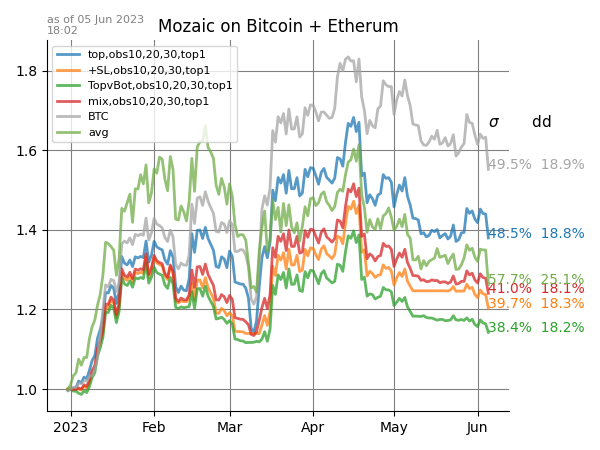 as of 05 Jun 2023
18:02
Mozaic on Bitcoin + Etherum
top,obs10,20,30,top1
+SL,obs10,20,30,top1
TopvBot,obs10,20,30,top1
mix,obs10,20,30,top1
BTC
avg
σ dd
49.5% 18.9%
48.5% 18.8%
57.7% 25.1%
41.0% 18.1%
39.7% 18.3%
38.4% 18.2%
1.8
1.6
1.4
1.2
1.0
2023 Feb Mar Apr May Jun